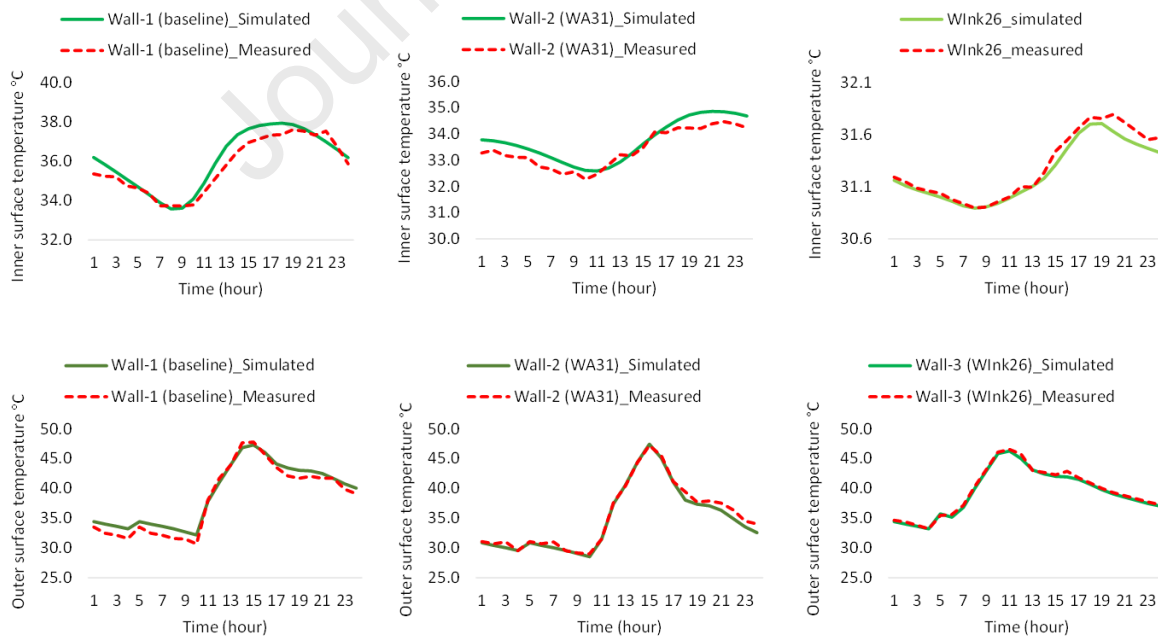 Wall-1 (baseline)_Simulated
Wall-1 (baseline)_Measured
Inner surface temperature °C
40.0
38.0
36.0
34.0
32.0
1 3 5 7 9 11 13 15 17 19 21 23
Time (hour)
Wall-2 (WA31)_Simulated
Wall-2 (WA31)_Measured
Inner surface temperature °C
36.0
35.0
34.0
33.0
32.0
31.0
30.0
1 3 5 7 9 11 13 15 17 19 21 23
Time (hour)
WInk26_simulated
WInk26_measured
Inner surface temperature °C
32.1
31.6
31.1
30.6
1 3 5 7 9 11 13 15 17 19 21 23
Time (hour)
Wall-1 (baseline)_Simulated
Wall-1 (baseline)_Measured
Outer surface temperature °C
50.0
45.0
40.0
35.0
30.0
25.0
1 3 5 7 9 11 13 15 17 19 21 23
Time (hour)
Wall-2 (WA31)_Simulated
Wall-2 (WA31)_Measured
Outer surface temperature °C
50.0
45.0
40.0
35.0
30.0
25.0
1 3 5 7 9 11 13 15 17 19 21 23
Time (hour)
Wall-3 (WInk26)_Simulated
Wall-3 (WInk26)_Measured
Outer surface temperature °C
50.0
45.0
40.0
35.0
30.0
25.0
1 3 5 7 9 11 13 15 17 19 21 23
Time (hour)